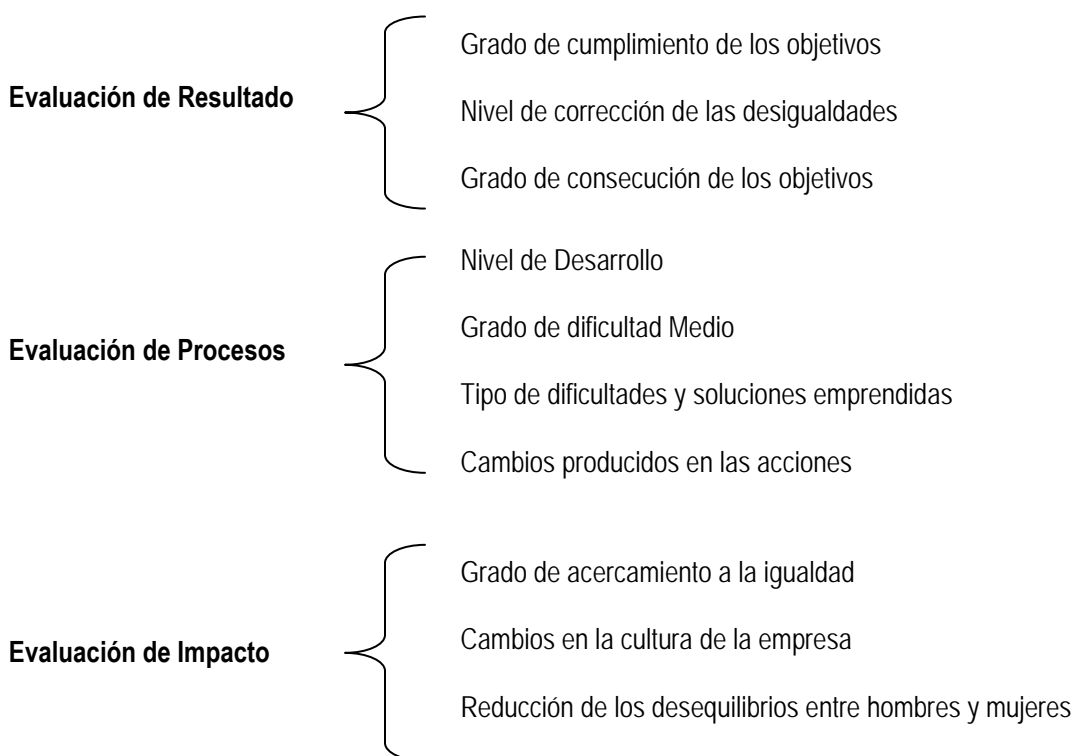 Evaluación de Resultado
Grado de cumplimiento de los objetivos
Nivel de corrección de las desigualdades
Grado de consecución de los objetivos
Evaluación de Procesos
Nivel de Desarrollo
Grado de dificultad Medio
Tipo de dificultades y soluciones emprendidas
Cambios producidos en las acciones
Evaluación de Impacto
Grado de acercamiento a la igualdad
Cambios en la cultura de la empresa
Reducción de los desequilibrios entre hombres y mujeres